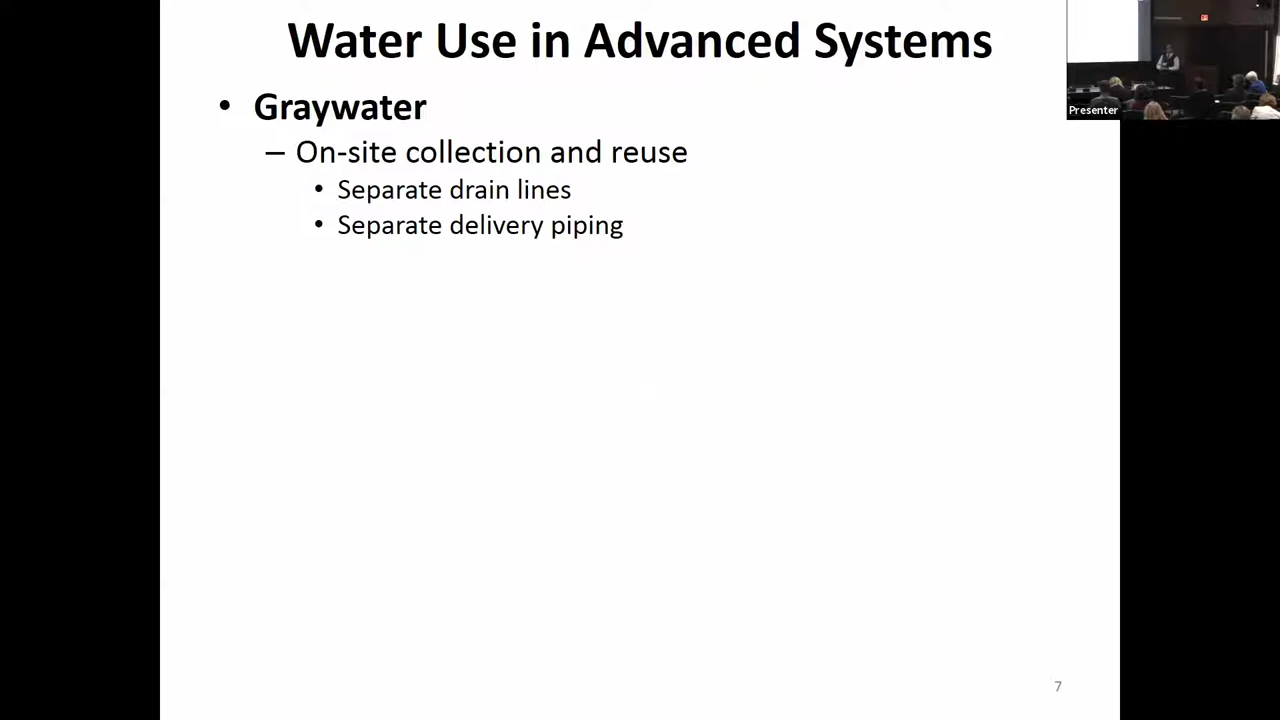 Water Use in Advanced Systems
• Graywater
– On-site collection and reuse
• Separate drain lines
• Separate delivery piping
Presenter
7